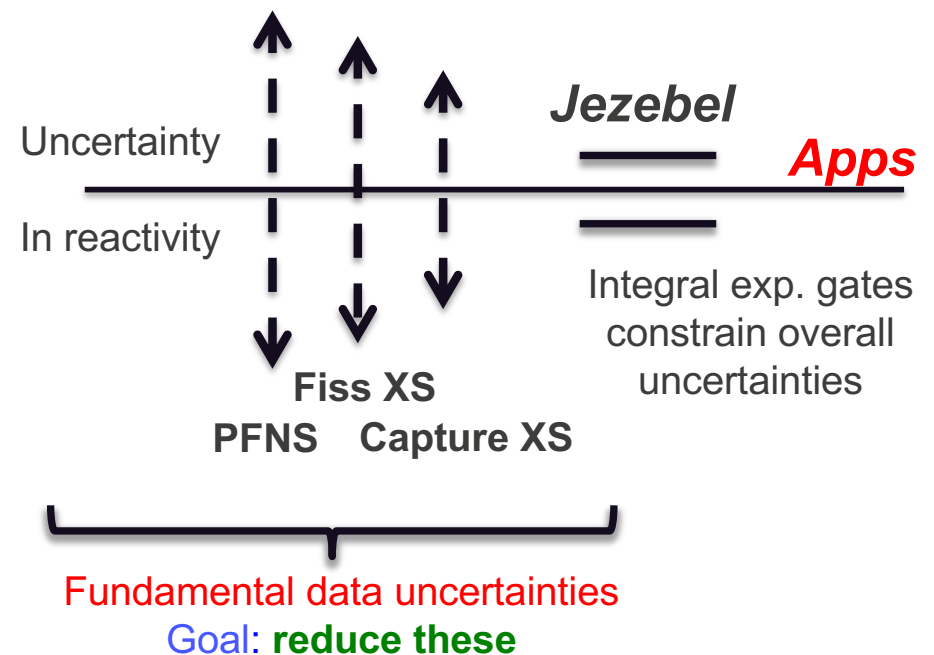 Uncertainty
In reactivity
Jezebel
Apps
Integral exp. gates
constrain overall
uncertainties
Fiss XS
PFNS Capture XS
Fundamental data uncertainties
Goal: reduce these